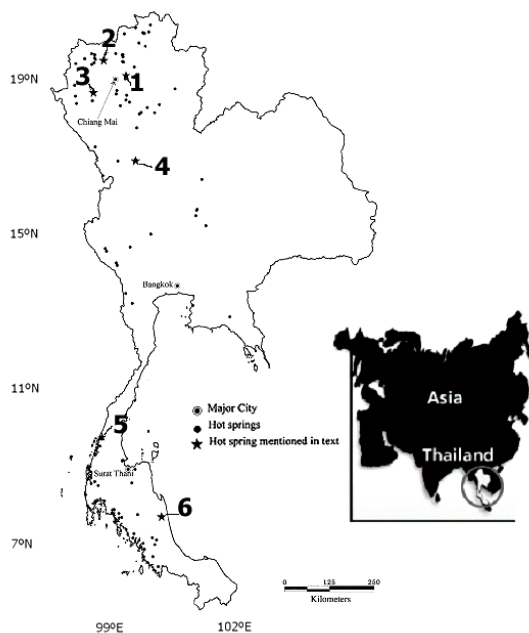 2
19ºN
3
1
Chiang Mai
4
15ºN
Bangkok
11ºN
Major City
Hot springs
Hot spring mentioned in text
5
Surat Thani
6
7ºN
99ºE
102ºE
0 125 250
Kilometers
Asia
Thailand